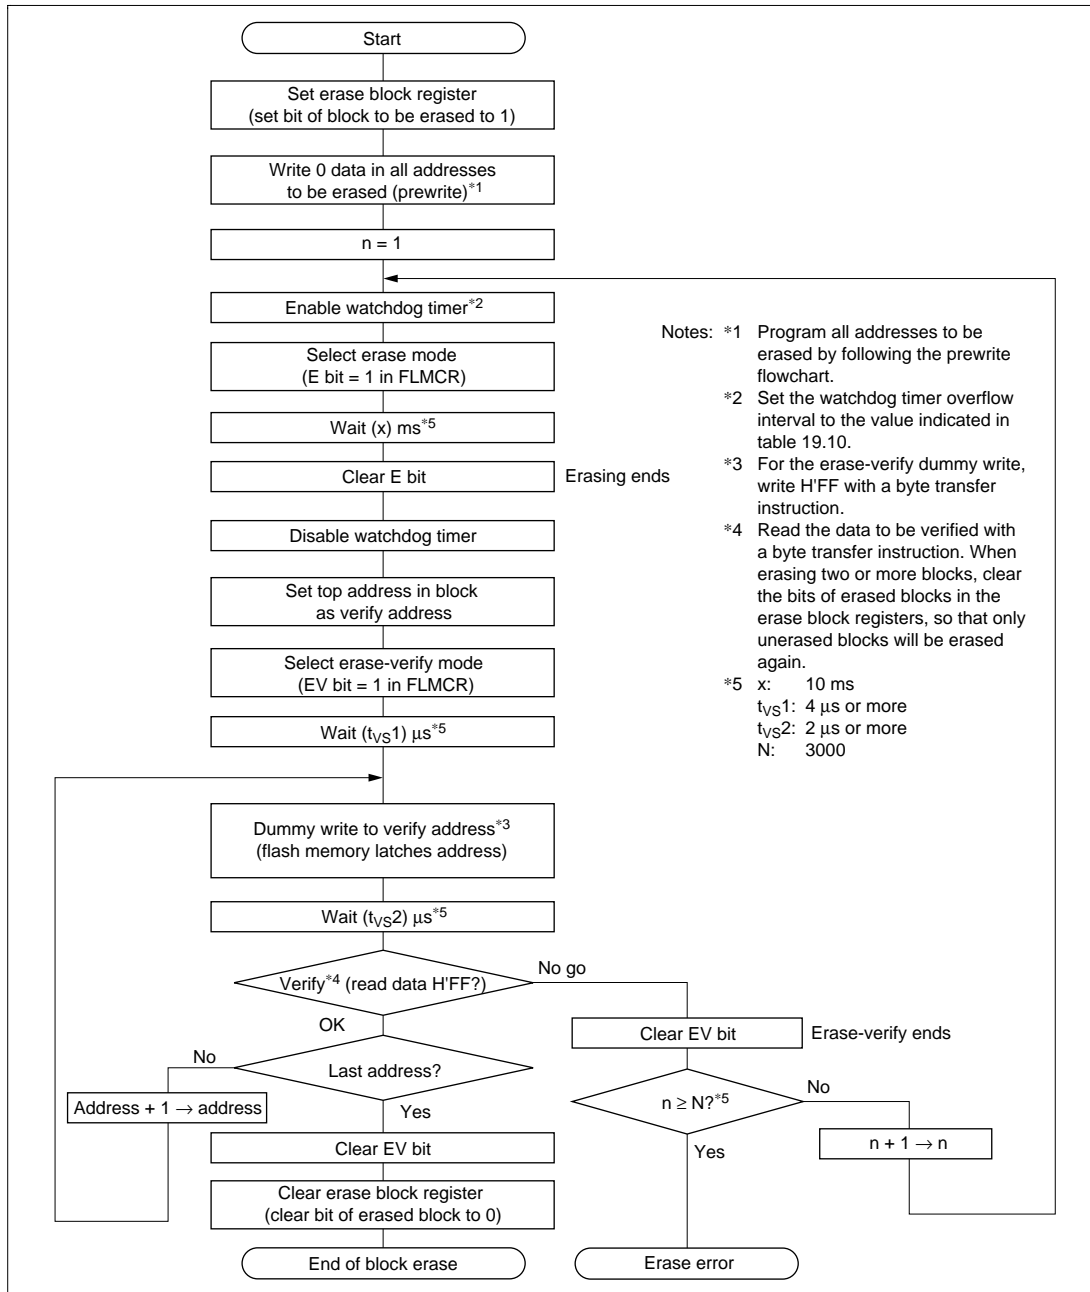 Start
Set erase block register
(set bit of block to be erased to 1)
Write 0 data in all addresses
to be erased (prewrite)*1
n = 1
Enable watchdog timer*2
Select erase mode
(E bit = 1 in FLMCR)
Wait (x) ms*5
Clear E bit
Erasing ends
Disable watchdog timer
Set top address in block
as verify address
Select erase-verify mode
(EV bit = 1 in FLMCR)
Wait (tVS1) μs*5
Notes: *1 Program all addresses to be
erased by following the prewrite
flowchart.
*2 Set the watchdog timer overflow
interval to the value indicated in
table 19.10.
*3 For the erase-verify dummy write,
write H'FF with a byte transfer
instruction.
*4 Read the data to be verified with
a byte transfer instruction. When
erasing two or more blocks, clear
the bits of erased blocks in the
erase block registers, so that only
unerased blocks will be erased
again.
*5 x: 10 ms
tVS1: 4 μs or more
tVS2: 2 μs or more
N: 3000
Dummy write to verify address*3
(flash memory latches address)
Wait (tVS2) μs*5
Verify*4 (read data H'FF?)
No go
OK
Clear EV bit
Erase-verify ends
No
Last address?
Address + 1 → address
Yes
n ≥ N?*5
No
Yes
n + 1 → n
Clear EV bit
Clear erase block register
(clear bit of erased block to 0)
End of block erase
Erase error